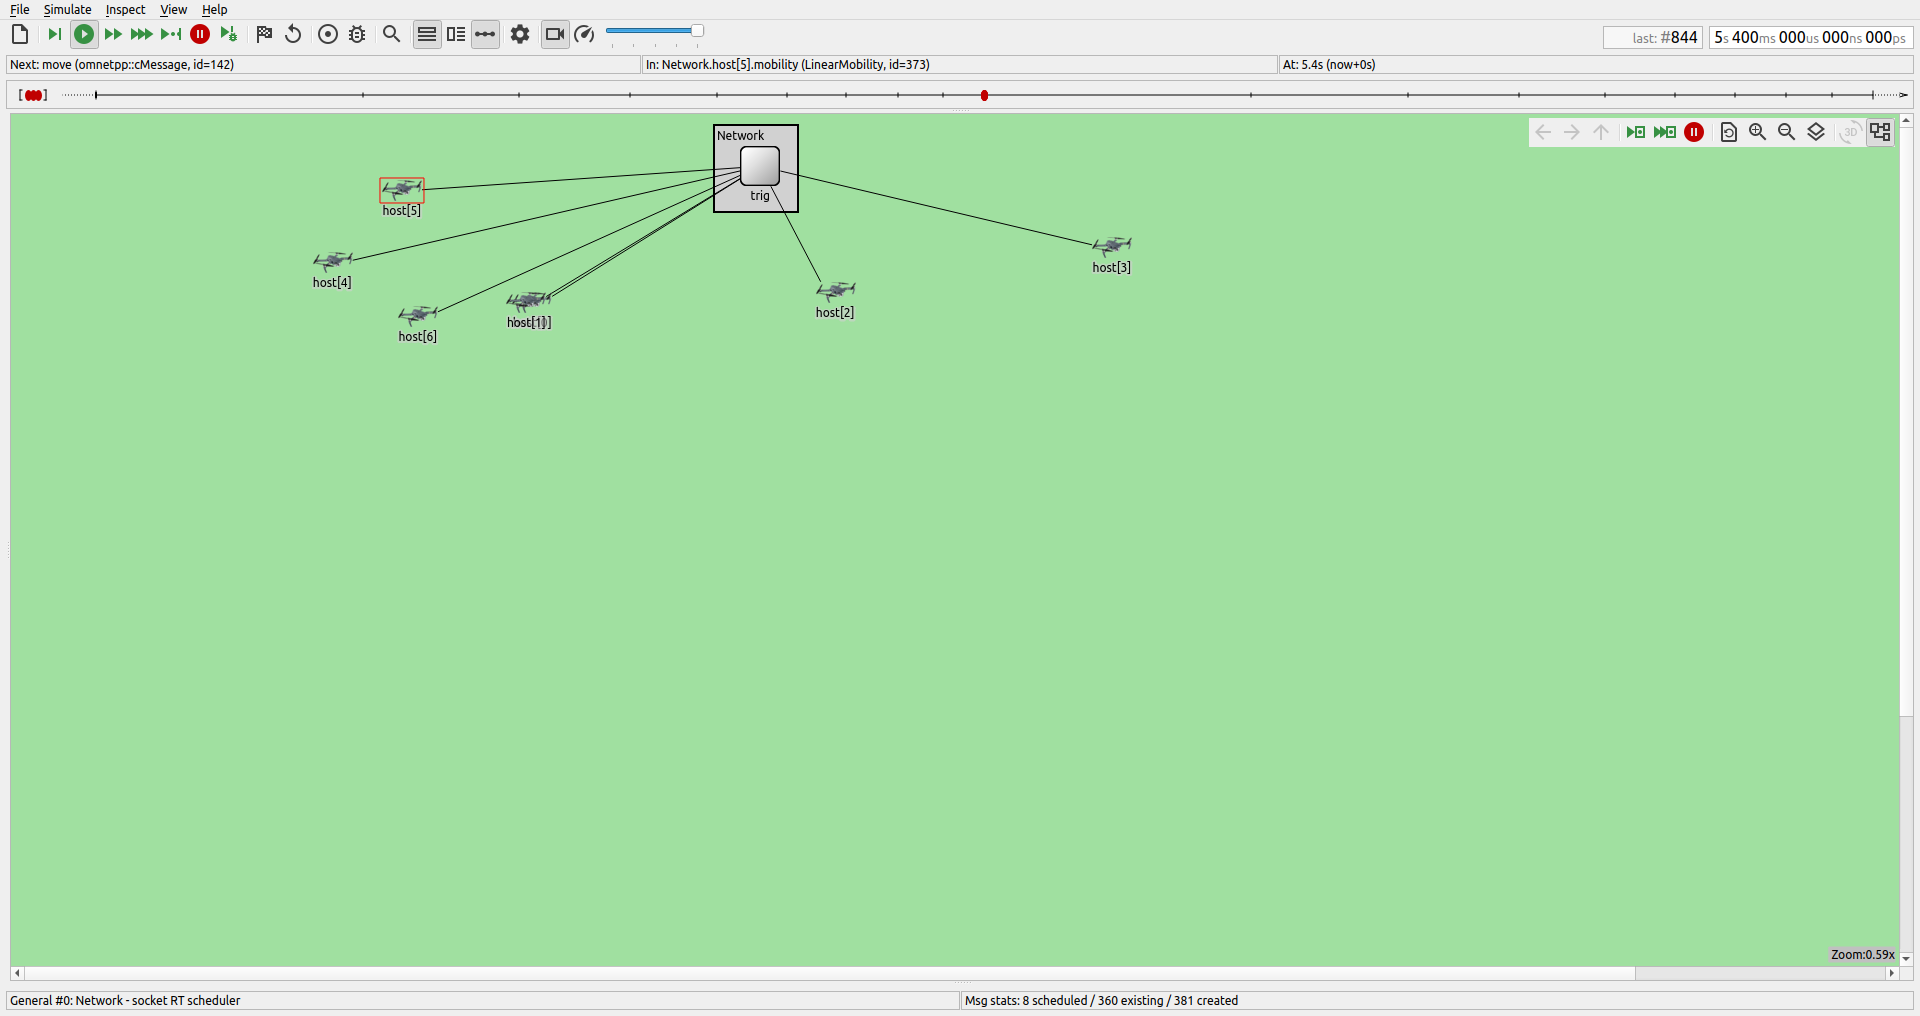 File Simulate Inspect View Help
last: #844 5s 400ms 000us 000ns 000ps
Next: move (omnetpp::cMessage, id=142) In: Network.host[5].mobility (LinearMobility, id=373) At: 5.4s (now+0s)
Network
3D
trig
host[5]
host[3]
host[4]
host[2]
host[1]
host[6]
Zoom:0.59x
General #0: Network - socket RT scheduler Msg stats: 8 scheduled / 360 existing / 381 created